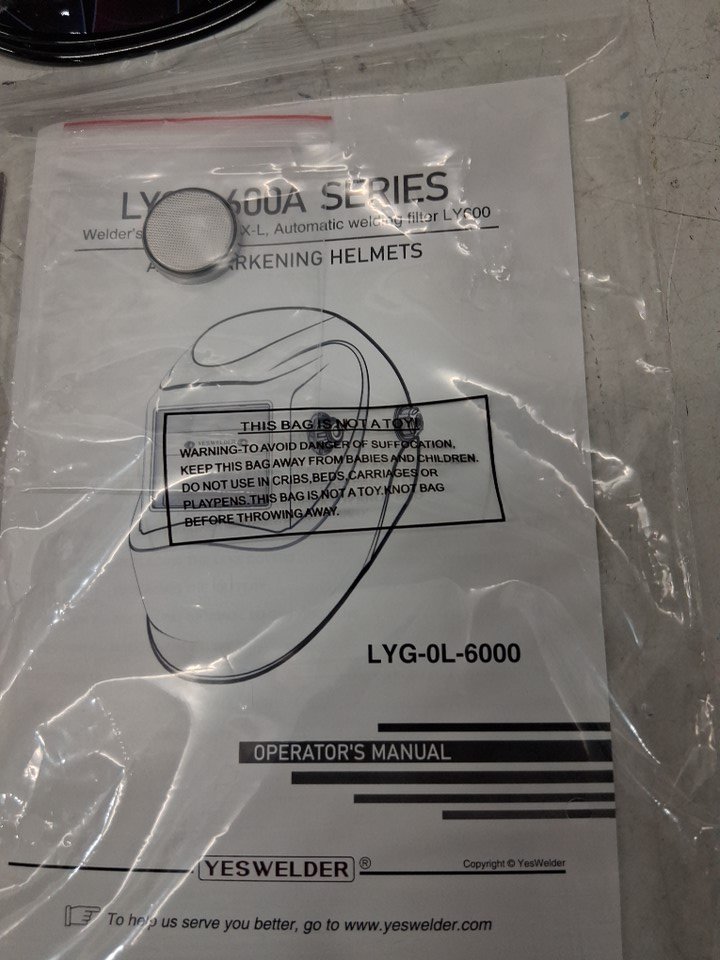 LY 600A SERIES
Welder's X-L, Automatic welding filter LY600
A RKENING HELMETS
YESWELDER
THIS BAG IS NOT A TOY!
WARNING-TO AVOID DANGER OF SUFFOCATION,
KEEP THIS BAG AWAY FROM BABIES AND CHILDREN.
DO NOT USE IN CRIBS,BEDS,CARRIAGES OR
PLAYPENS.THIS BAG IS NOT A TOY.KNOT BAG
BEFORE THROWING AWAY.
LYG-0L-6000
OPERATOR'S MANUAL
YESWELDER ®
Copyright © YesWelder
To help us serve you better, go to www.yeswelder.com